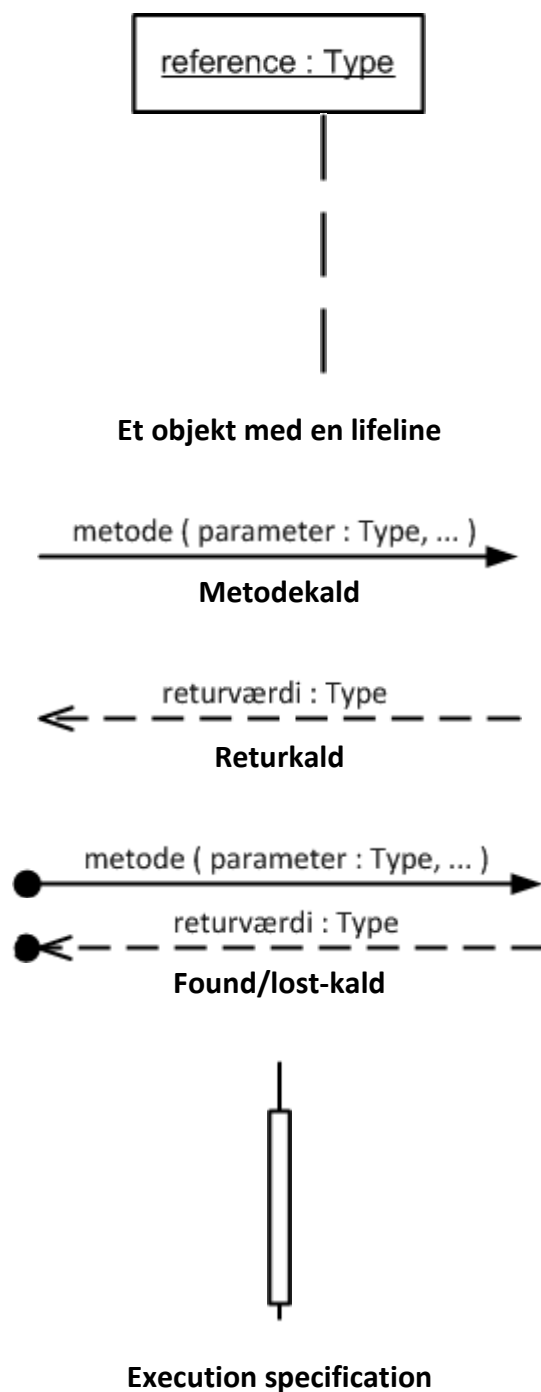 reference : Type
Et objekt med en lifeline
metode ( parameter : Type, ... )
Metodekald
returværdi : Type
Returkald
metode ( parameter : Type, ... )
returværdi : Type
Found/lost-kald
Execution specification